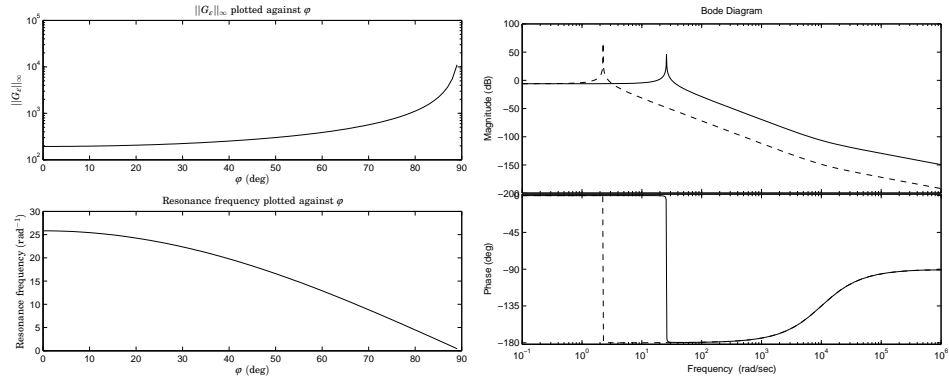 ||G_ε||∞ plotted against φ
||G_ε||∞
10^5
10^4
10^3
10^2
0 10 20 30 40 50 60 70 80 90
φ (deg)
Resonance frequency plotted against φ
Resonance frequency (rad^−1)
30
25
20
15
10
5
0
0 10 20 30 40 50 60 70 80 90
φ (deg)
Bode Diagram
Magnitude (dB)
100
50
0
−50
−100
−150
−200
Phase (deg)
0
−45
−90
−135
−180
10^−1 10^0 10^1 10^2 10^3 10^4 10^5 10^6
Frequency (rad/sec)